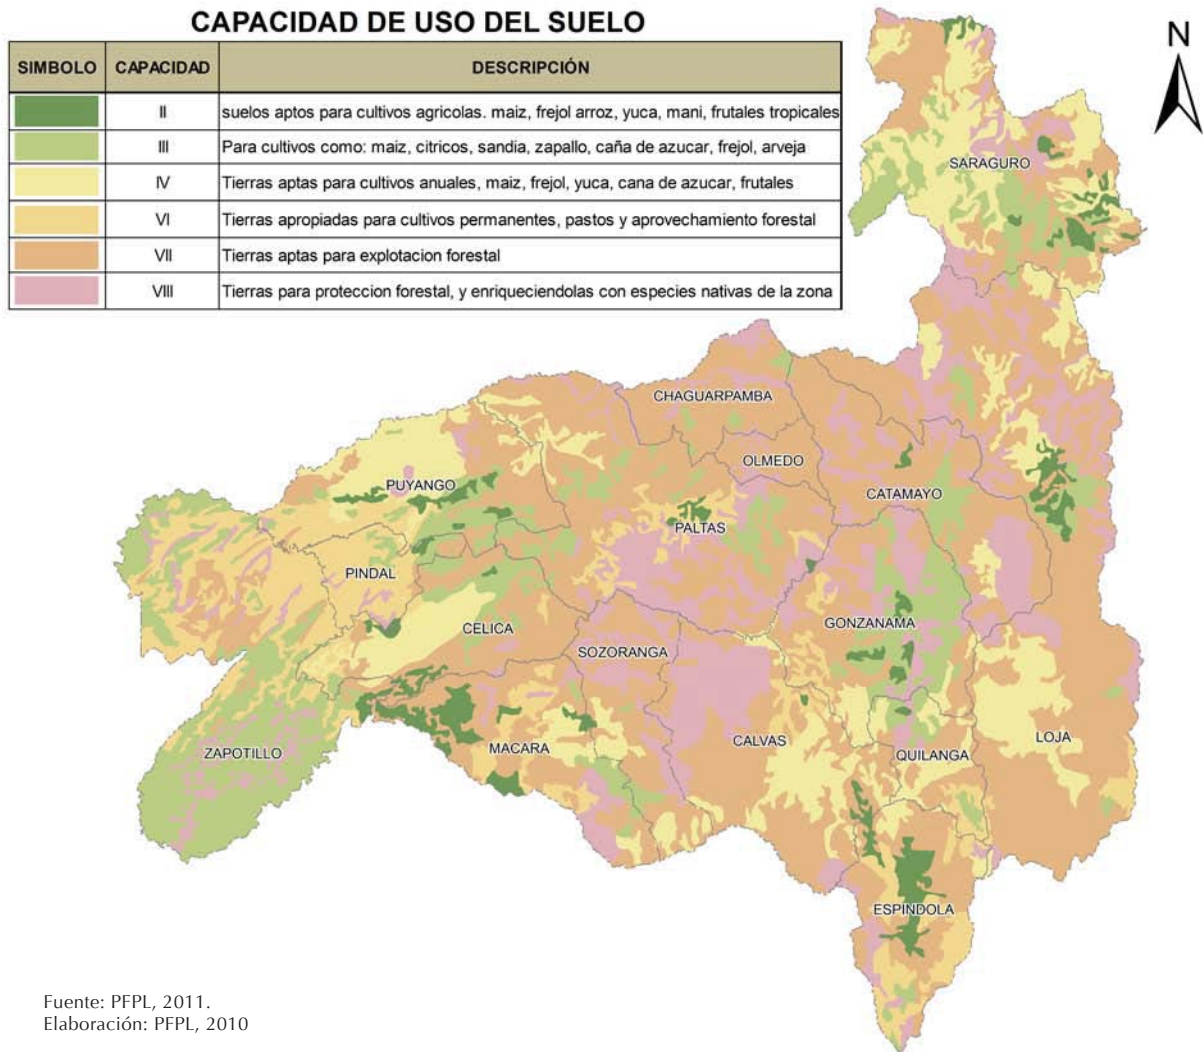 CAPACIDAD DE USO DEL SUELO
SIMBOLO CAPACIDAD DESCRIPCIÓN
II suelos aptos para cultivos agricolas. maiz, frejol arroz, yuca, mani, frutales tropicales
III Para cultivos como: maiz, citricos, sandia, zapallo, caña de azucar, frejol, arveja
IV Tierras aptas para cultivos anuales, maiz, frejol, yuca, cana de azucar, frutales
VI Tierras apropiadas para cultivos permanentes, pastos y aprovechamiento forestal
VII Tierras aptas para explotacion forestal
VIII Tierras para proteccion forestal, y enriqueciendolas con especies nativas de la zona
N
SARAGURO
CHAGUARPAMBA
OLMEDO
PUYANGO
CATAMAYO
PALTAS
PINDAL
CELICA
GONZANAMA
SOZORANGA
ZAPOTILLO
MACARA
CALVAS
QUILANGA
LOJA
ESPÍNDOLA
Fuente: PFPL, 2011.
Elaboración: PFPL, 2010